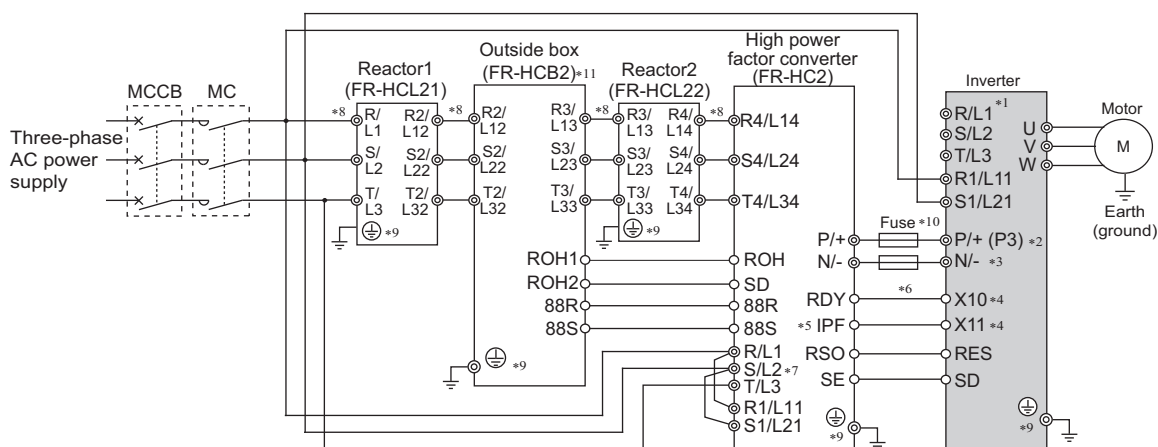 Three-phase
AC power
supply
MCCB
MC
Reactor1
(FR-HCL21)
*8
R/
L1
S/
L2
T/
L3
R2/
L12
S2/
L22
T2/
L32
*9
Outside box
(FR-HCB2)*11
*8
R2/
L12
S2/
L22
T2/
L32
R3/
L13
S3/
L23
T3/
L33
ROH1
ROH2
88R
88S
*9
Reactor2
(FR-HCL22)
*8
R3/
L13
S3/
L23
T3/
L33
R4/
L14
S4/
L24
T4/
L34
*9
High power
factor converter
(FR-HC2)
*8
R4/L14
S4/L24
T4/L34
ROH
SD
88R
88S
R/L1
S/L2*7
T/L3
R1/L11
S1/L21
P/+
N/-
RDY
*5 IPF
RSO
SE
*9
Fuse *10
*6
Inverter
R/L1 *1
S/L2
T/L3
R1/L11
S1/L21
P/+ (P3) *2
N/- *3
X10*4
X11*4
RES
SD
U
V
W
*9
Motor
M
Earth
(ground)